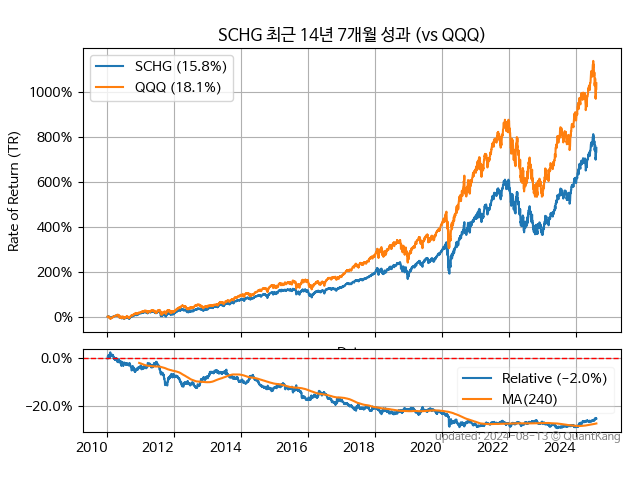 SCHG 최근 14년 7개월 성과 (vs QQQ)
SCHG (15.8%)
QQQ (18.1%)
Rate of Return (TR)
1000%
800%
600%
400%
200%
0%
0.0%
−20.0%
Relative (−2.0%)
MA(240)
updated: 2024-08-13 © QuantKang
2010 2012 2014 2016 2018 2020 2022 2024